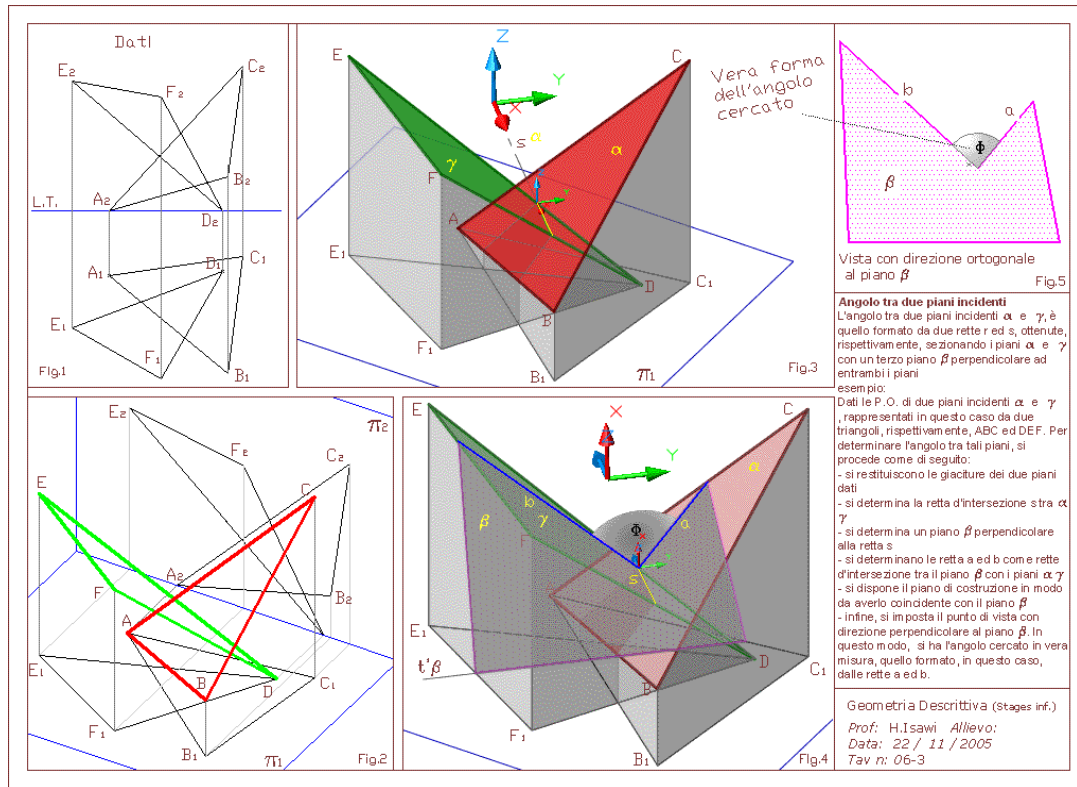 Dati
E2
F2
C2
B2
L.T.
A2
D2
A1
D1
C1
E1
F1
B1
Fig.1
E
C
Z
Y
X
s
α
α
γ
F
A
Z
Y
E1
D
C1
B
F1
B1
π1
Fig.3
Vera forma
dell'angolo
cercato
b
a
Φ
β
Vista con direzione ortogonale
al piano β
Fig.5
E2
π2
F2
C2
E
C
A2
F
B2
A
E1
B
D
C1
F1
B1
π1
Fig.2
E
C
X
Y
α
b
β
γ
Φ
a
F
X
Y
S
E1
t'β
D
C1
B
F1
B1
Fig.4
Angolo tra due piani incidenti
L'angolo tra due piani incidenti α e γ, è
quello formato da due rette r ed s, ottenute,
rispettivamente, sezionando i piani α e γ
con un terzo piano β perpendicolare ad
entrambi i piani
esempio:
Dati le P.O. di due piani incidenti α e γ
, rappresentati in questo caso da due
triangoli, rispettivamente, ABC ed DEF. Per
determinare l'angolo tra tali piani, si
procede come di seguito:
- si restituiscono le giaciture dei due piani
dati
- si determina la retta d'intersezione s tra α
γ
- si determina un piano β perpendicolare
alla retta s
- si determinano le retta a ed b come rette
d'intersezione tra il piano β con i piani α γ
- si dispone il piano di costruzione in modo
da averlo coincidente con il piano β
- infine, si imposta il punto di vista con
direzione perpendicolare al piano β. In
questo modo, si ha l'angolo cercato in vera
misura, quello formato, in questo caso,
dalle rette a ed b.
Geometria Descrittiva (Stages inf.)
Prof: H.Isawi Allievo:
Data: 22 / 11 / 2005
Tav n: 06-3